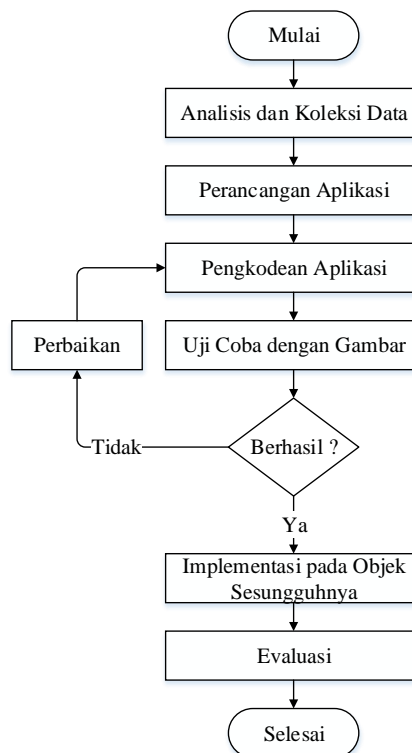 Mulai
Analisis dan Koleksi Data
Perancangan Aplikasi
Pengkodean Aplikasi
Perbaikan
Uji Coba dengan Gambar
Tidak
Berhasil ?
Ya
Implementasi pada Objek
Sesungguhnya
Evaluasi
Selesai